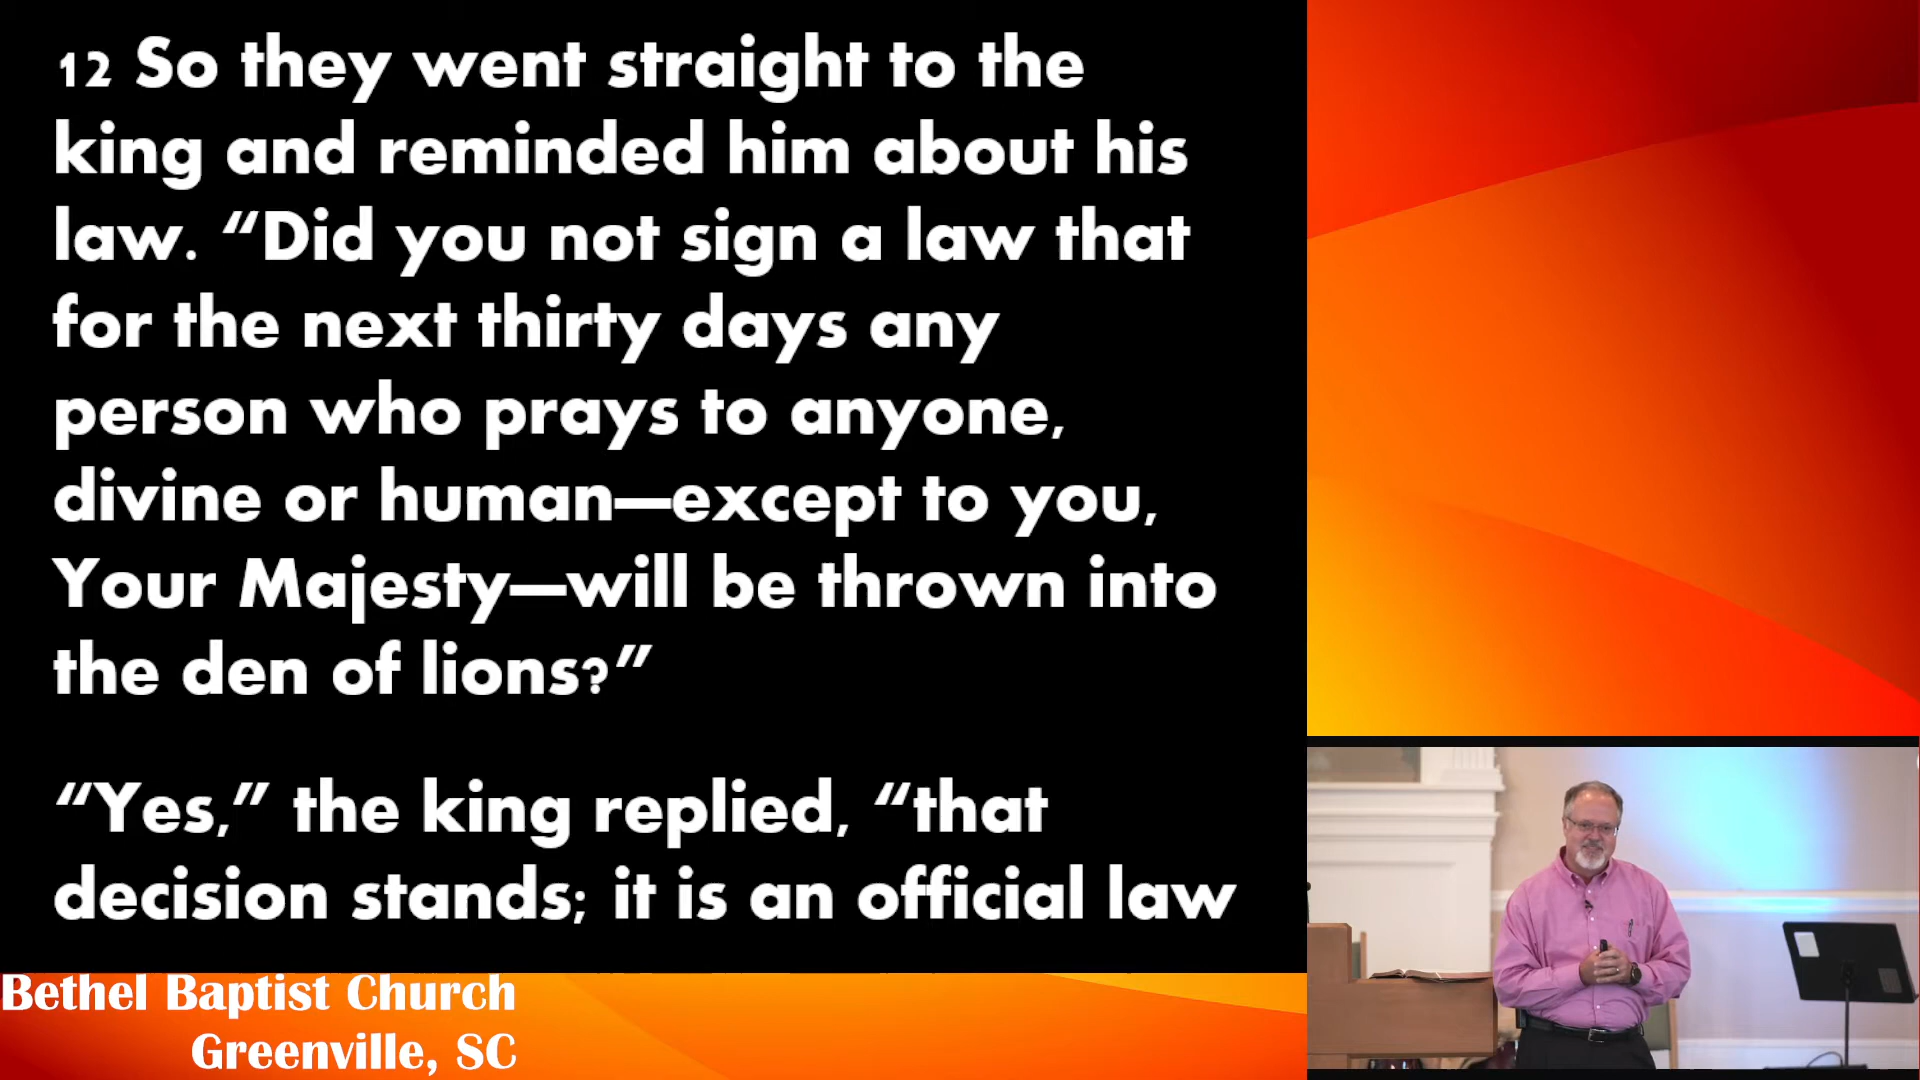 12 So they went straight to the
king and reminded him about his
law. “Did you not sign a law that
for the next thirty days any
person who prays to anyone,
divine or human—except to you,
Your Majesty—will be thrown into
the den of lions?”
“Yes,” the king replied, “that
decision stands; it is an official law
Bethel Baptist Church
Greenville, SC